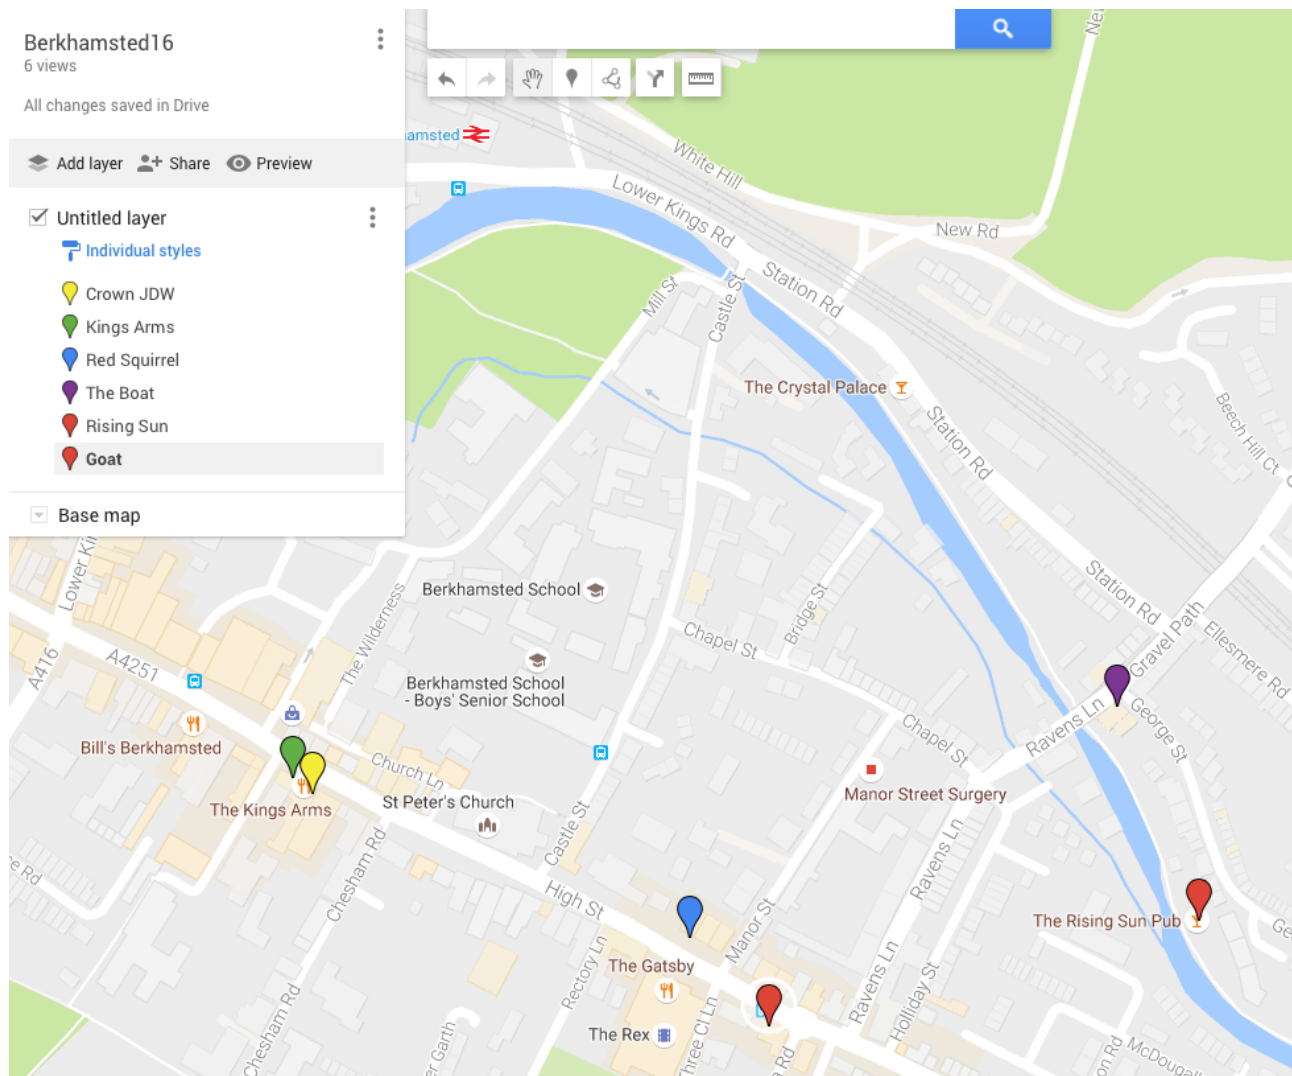 Berkhamsted16
6 views
All changes saved in Drive
Add layer Share Preview
Untitled layer
Individual styles
Crown JDW
Kings Arms
Red Squirrel
The Boat
Rising Sun
Goat
Base map
amsted
White Hill
Lower Kings Rd
New Rd
Station Rd
Mill St
Castle St
The Crystal Palace
Station Rd
Beech Hill Ct
Station Rd
Gravel Path
Ellesmere Rd
Berkhamsted School
Berkhamsted School
- Boys' Senior School
Bridge St
Chapel St
The Wilderness
A4251
A416
Bill's Berkhamsted
The Kings Arms
Church Ln
St Peter's Church
Chapel St
Ravens Ln
George St
Manor Street Surgery
Castle St
Chesham Rd
High St
Ravens Ln
Manor St
The Rising Sun Pub
The Gatsby
Rectory Ln
The Rex
Three Cl Ln
Ravens Ln
Holliday St
Chesham Rd